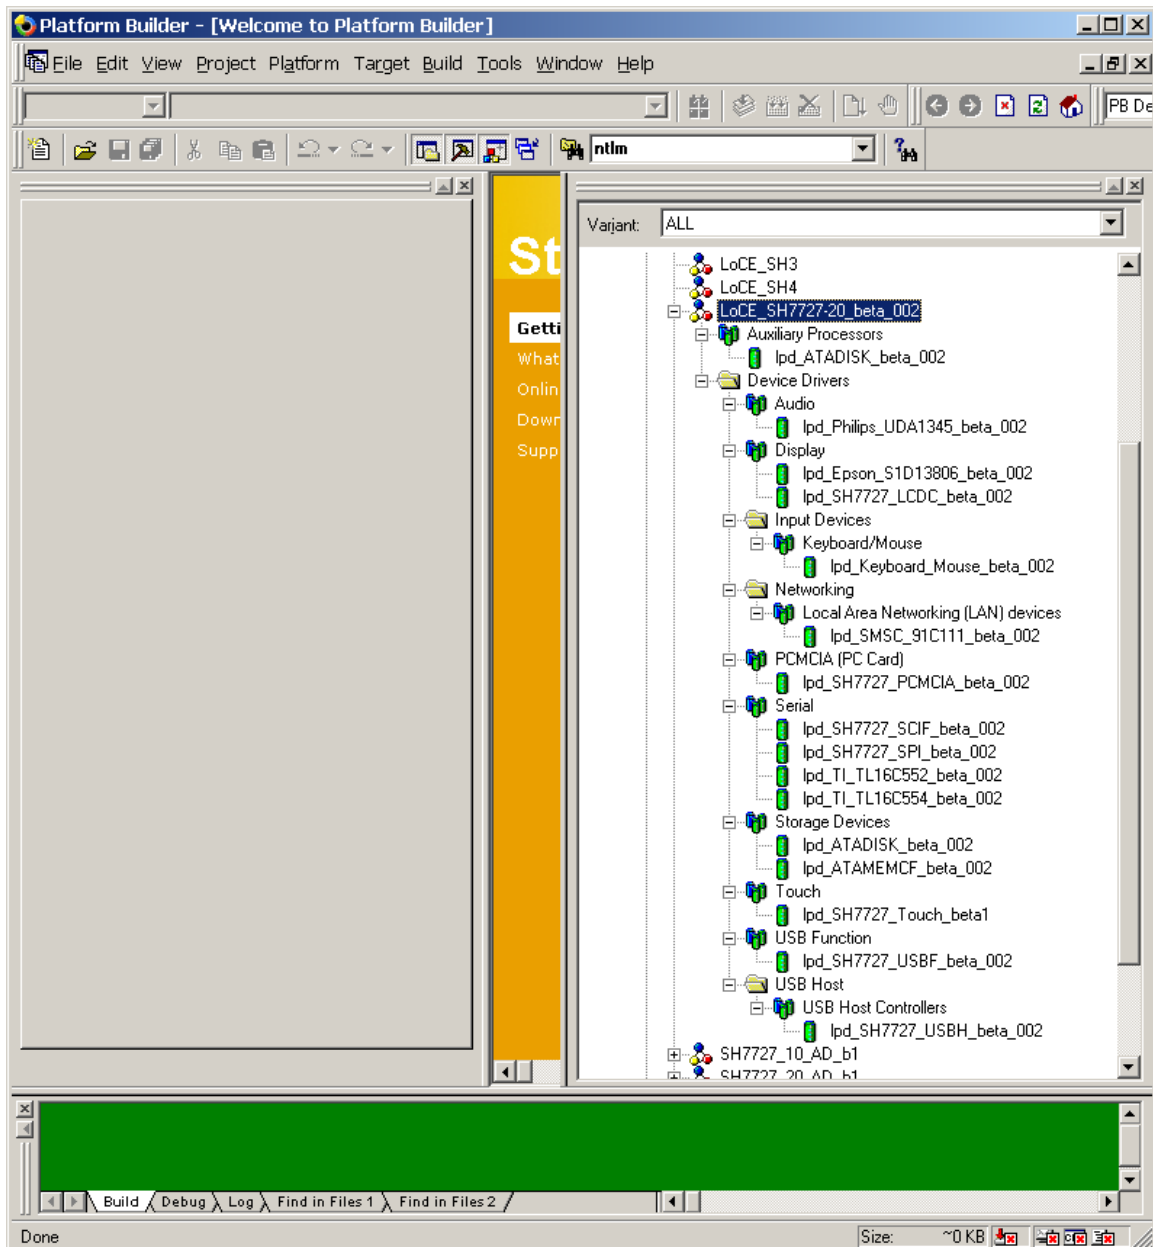 Platform Builder - [Welcome to Platform Builder]
File Edit View Project Platform Target Build Tools Window Help
PB De
ntlm
St
Getti
What
Onlin
Down
Supp
Variant: ALL
LoCE_SH3
LoCE_SH4
LoCE_SH7727-20_beta_002
Auxiliary Processors
lpd_ATADISK_beta_002
Device Drivers
Audio
lpd_Philips_UDA1345_beta_002
Display
lpd_Epson_S1D13806_beta_002
lpd_SH7727_LCDC_beta_002
Input Devices
Keyboard/Mouse
lpd_Keyboard_Mouse_beta_002
Networking
Local Area Networking (LAN) devices
lpd_SMSC_91C111_beta_002
PCMCIA (PC Card)
lpd_SH7727_PCMCIA_beta_002
Serial
lpd_SH7727_SCIF_beta_002
lpd_SH7727_SPI_beta_002
lpd_TI_TL16C552_beta_002
lpd_TI_TL16C554_beta_002
Storage Devices
lpd_ATADISK_beta_002
lpd_ATAMEMCF_beta_002
Touch
lpd_SH7727_Touch_beta1
USB Function
lpd_SH7727_USBF_beta_002
USB Host
USB Host Controllers
lpd_SH7727_USBH_beta_002
SH7727_10_AD_b1
SH7727_20_AD_b1
Build Debug Log Find in Files 1 Find in Files 2
Done Size: ~0 KB